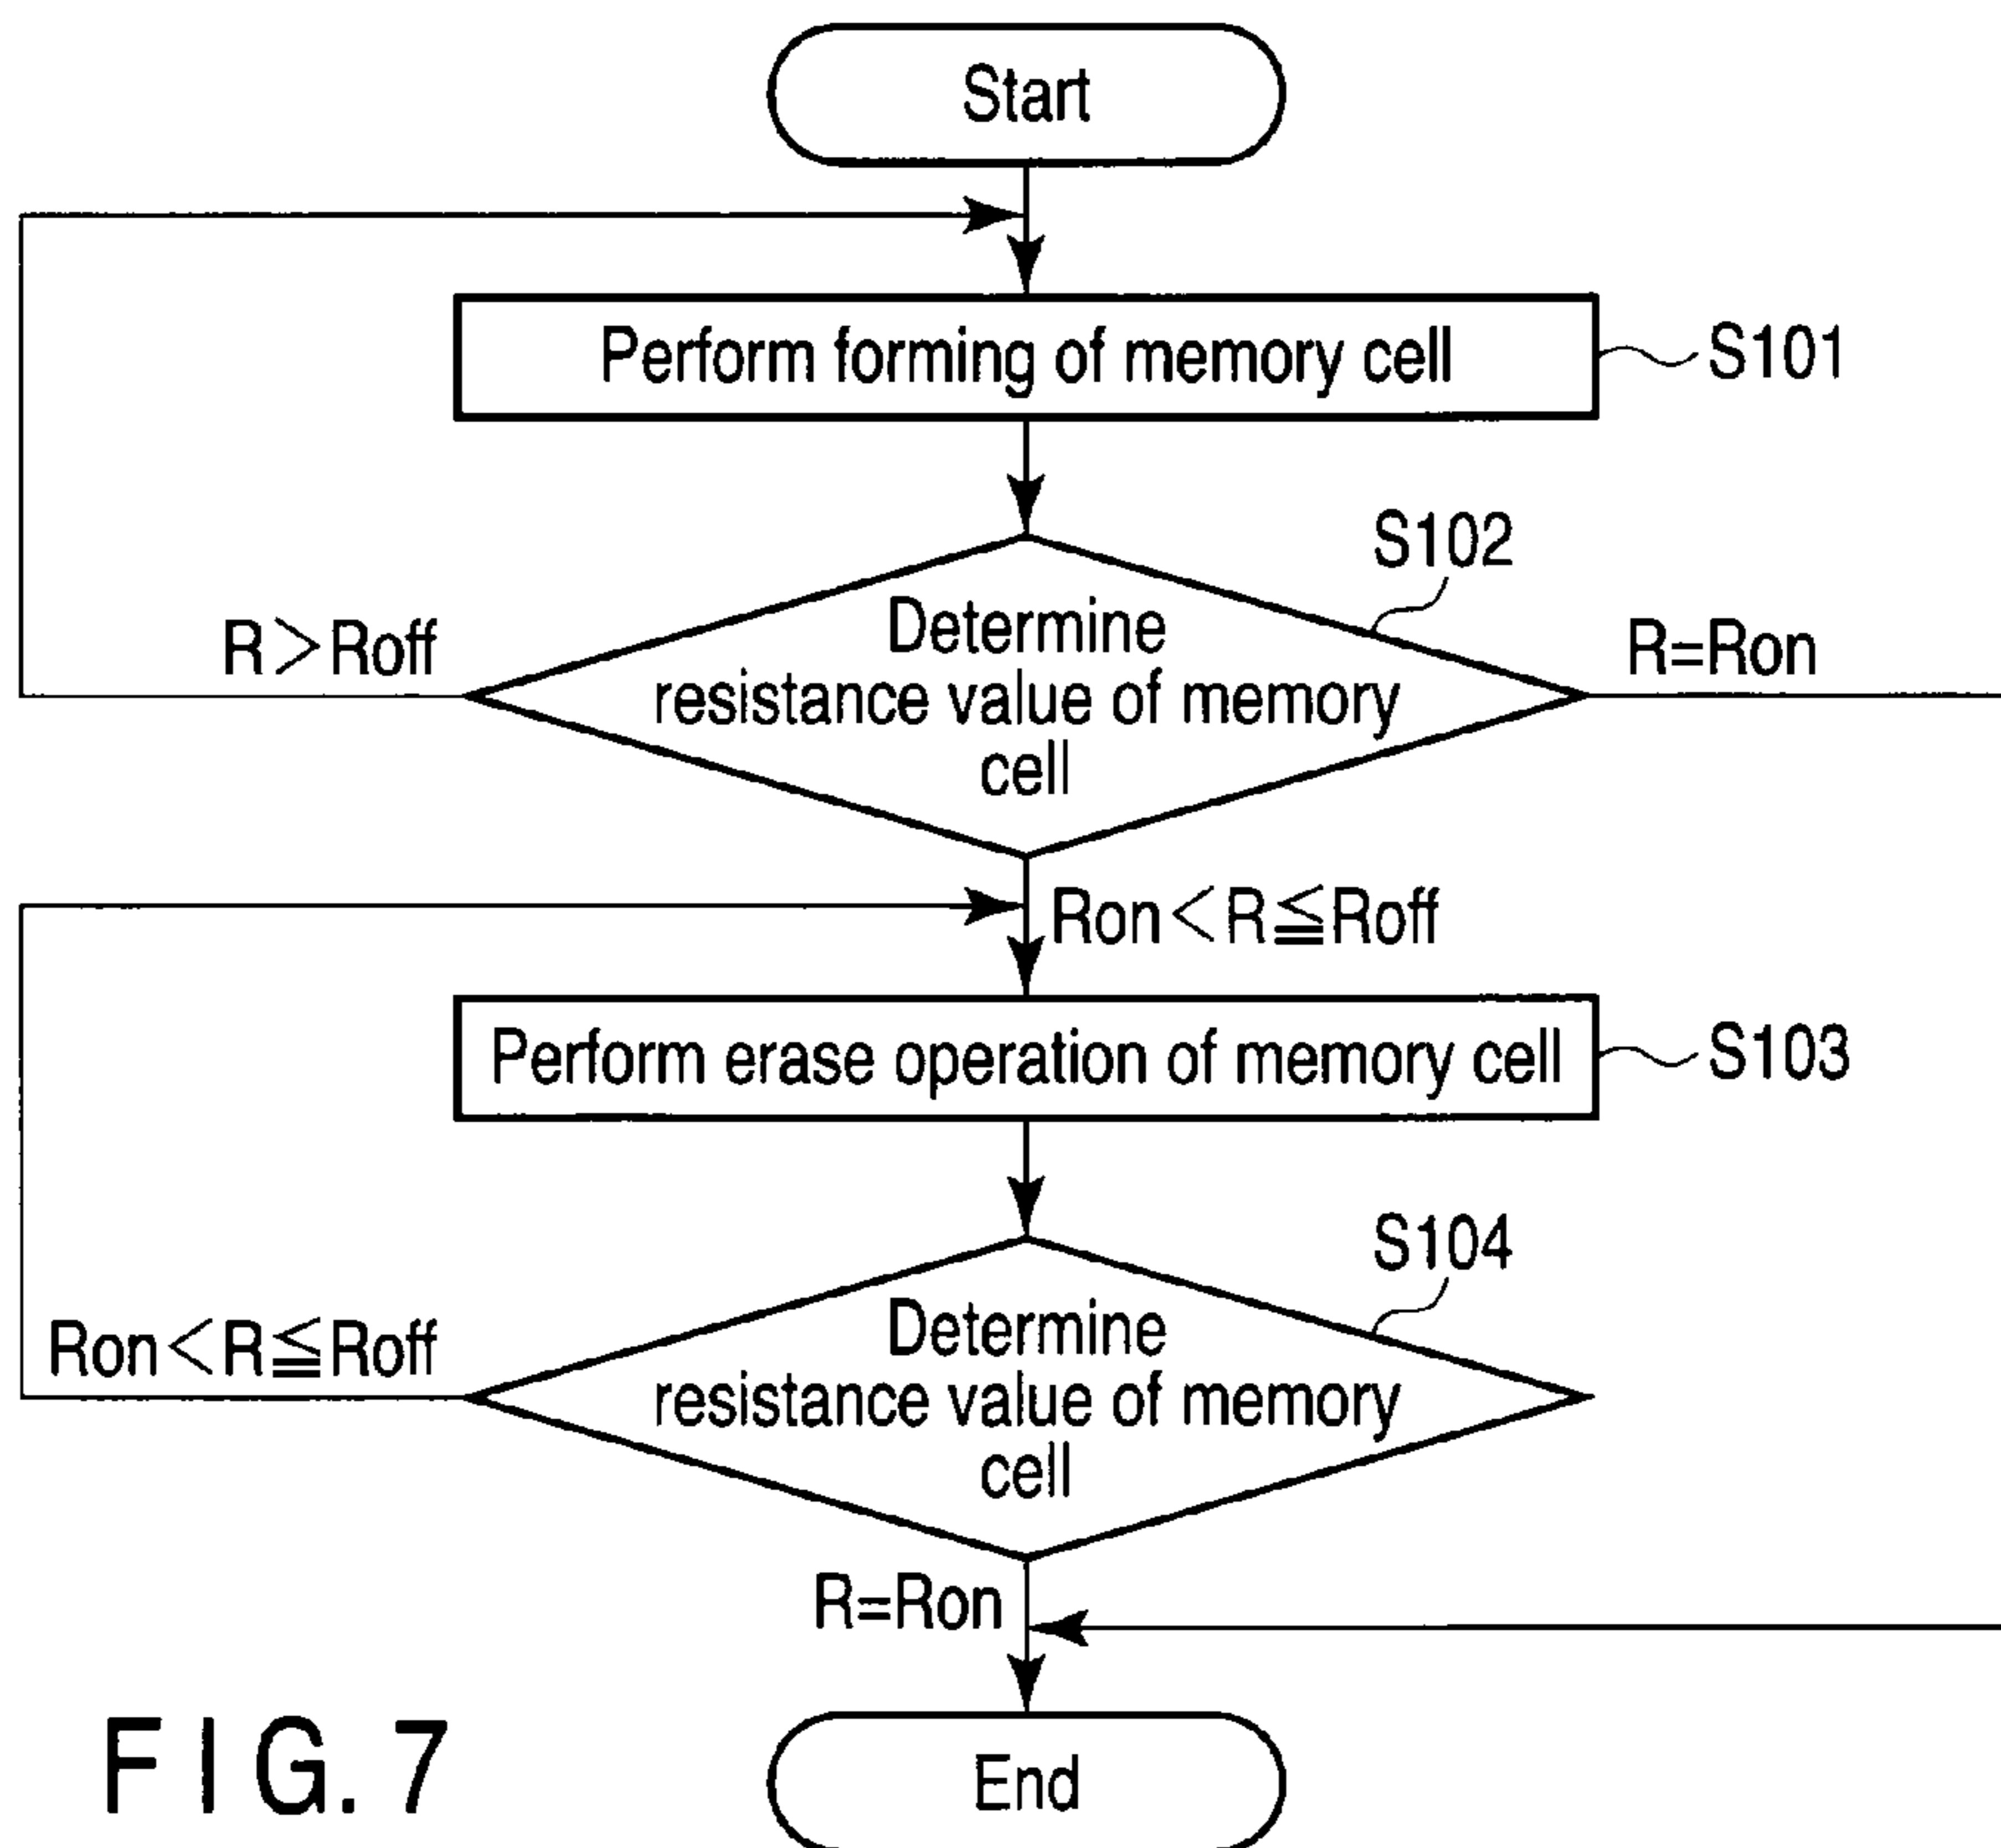 Start
Perform forming of memory cell
S101
S102
Determine
resistance value of memory
cell
R>Roff
R=Ron
Ron<R≦Roff
Perform erase operation of memory cell
S103
S104
Determine
resistance value of memory
cell
Ron<R≦Roff
R=Ron
End
FIG. 7